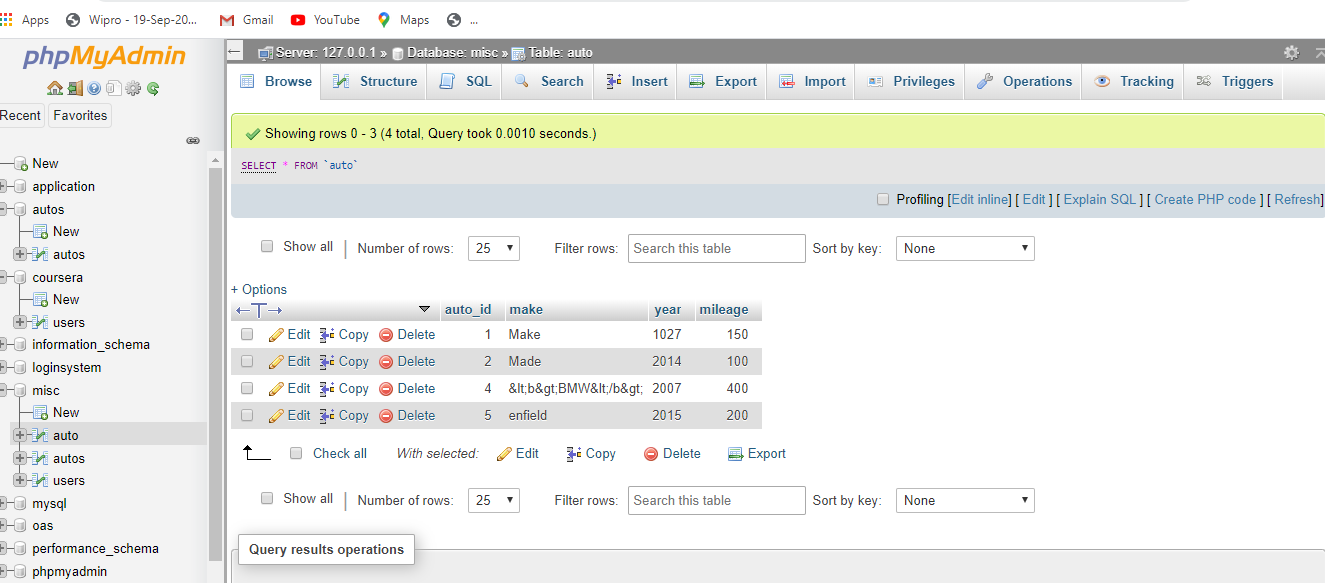 Apps Wipro - 19-Sep-20... Gmail YouTube Maps ...
phpMyAdmin
Recent Favorites
New
application
autos
New
autos
coursera
New
users
information_schema
loginsystem
misc
New
auto
autos
users
mysql
oas
performance_schema
phpmyadmin
Server: 127.0.0.1 » Database: misc » Table: auto
Browse Structure SQL Search Insert Export Import Privileges Operations Tracking Triggers
Showing rows 0 - 3 (4 total, Query took 0.0010 seconds.)
SELECT * FROM `auto`
Profiling [Edit inline] [ Edit ] [ Explain SQL ] [ Create PHP code ] [ Refresh]
Show all | Number of rows: 25 Filter rows: Search this table Sort by key: None
+ Options
←T→ auto_id make year mileage
Edit Copy Delete 1 Make 1027 150
Edit Copy Delete 2 Made 2014 100
Edit Copy Delete 4 &lt;b&gt;BMW&lt;/b&gt; 2007 400
Edit Copy Delete 5 enfield 2015 200
Check all With selected: Edit Copy Delete Export
Show all | Number of rows: 25 Filter rows: Search this table Sort by key: None
Query results operations